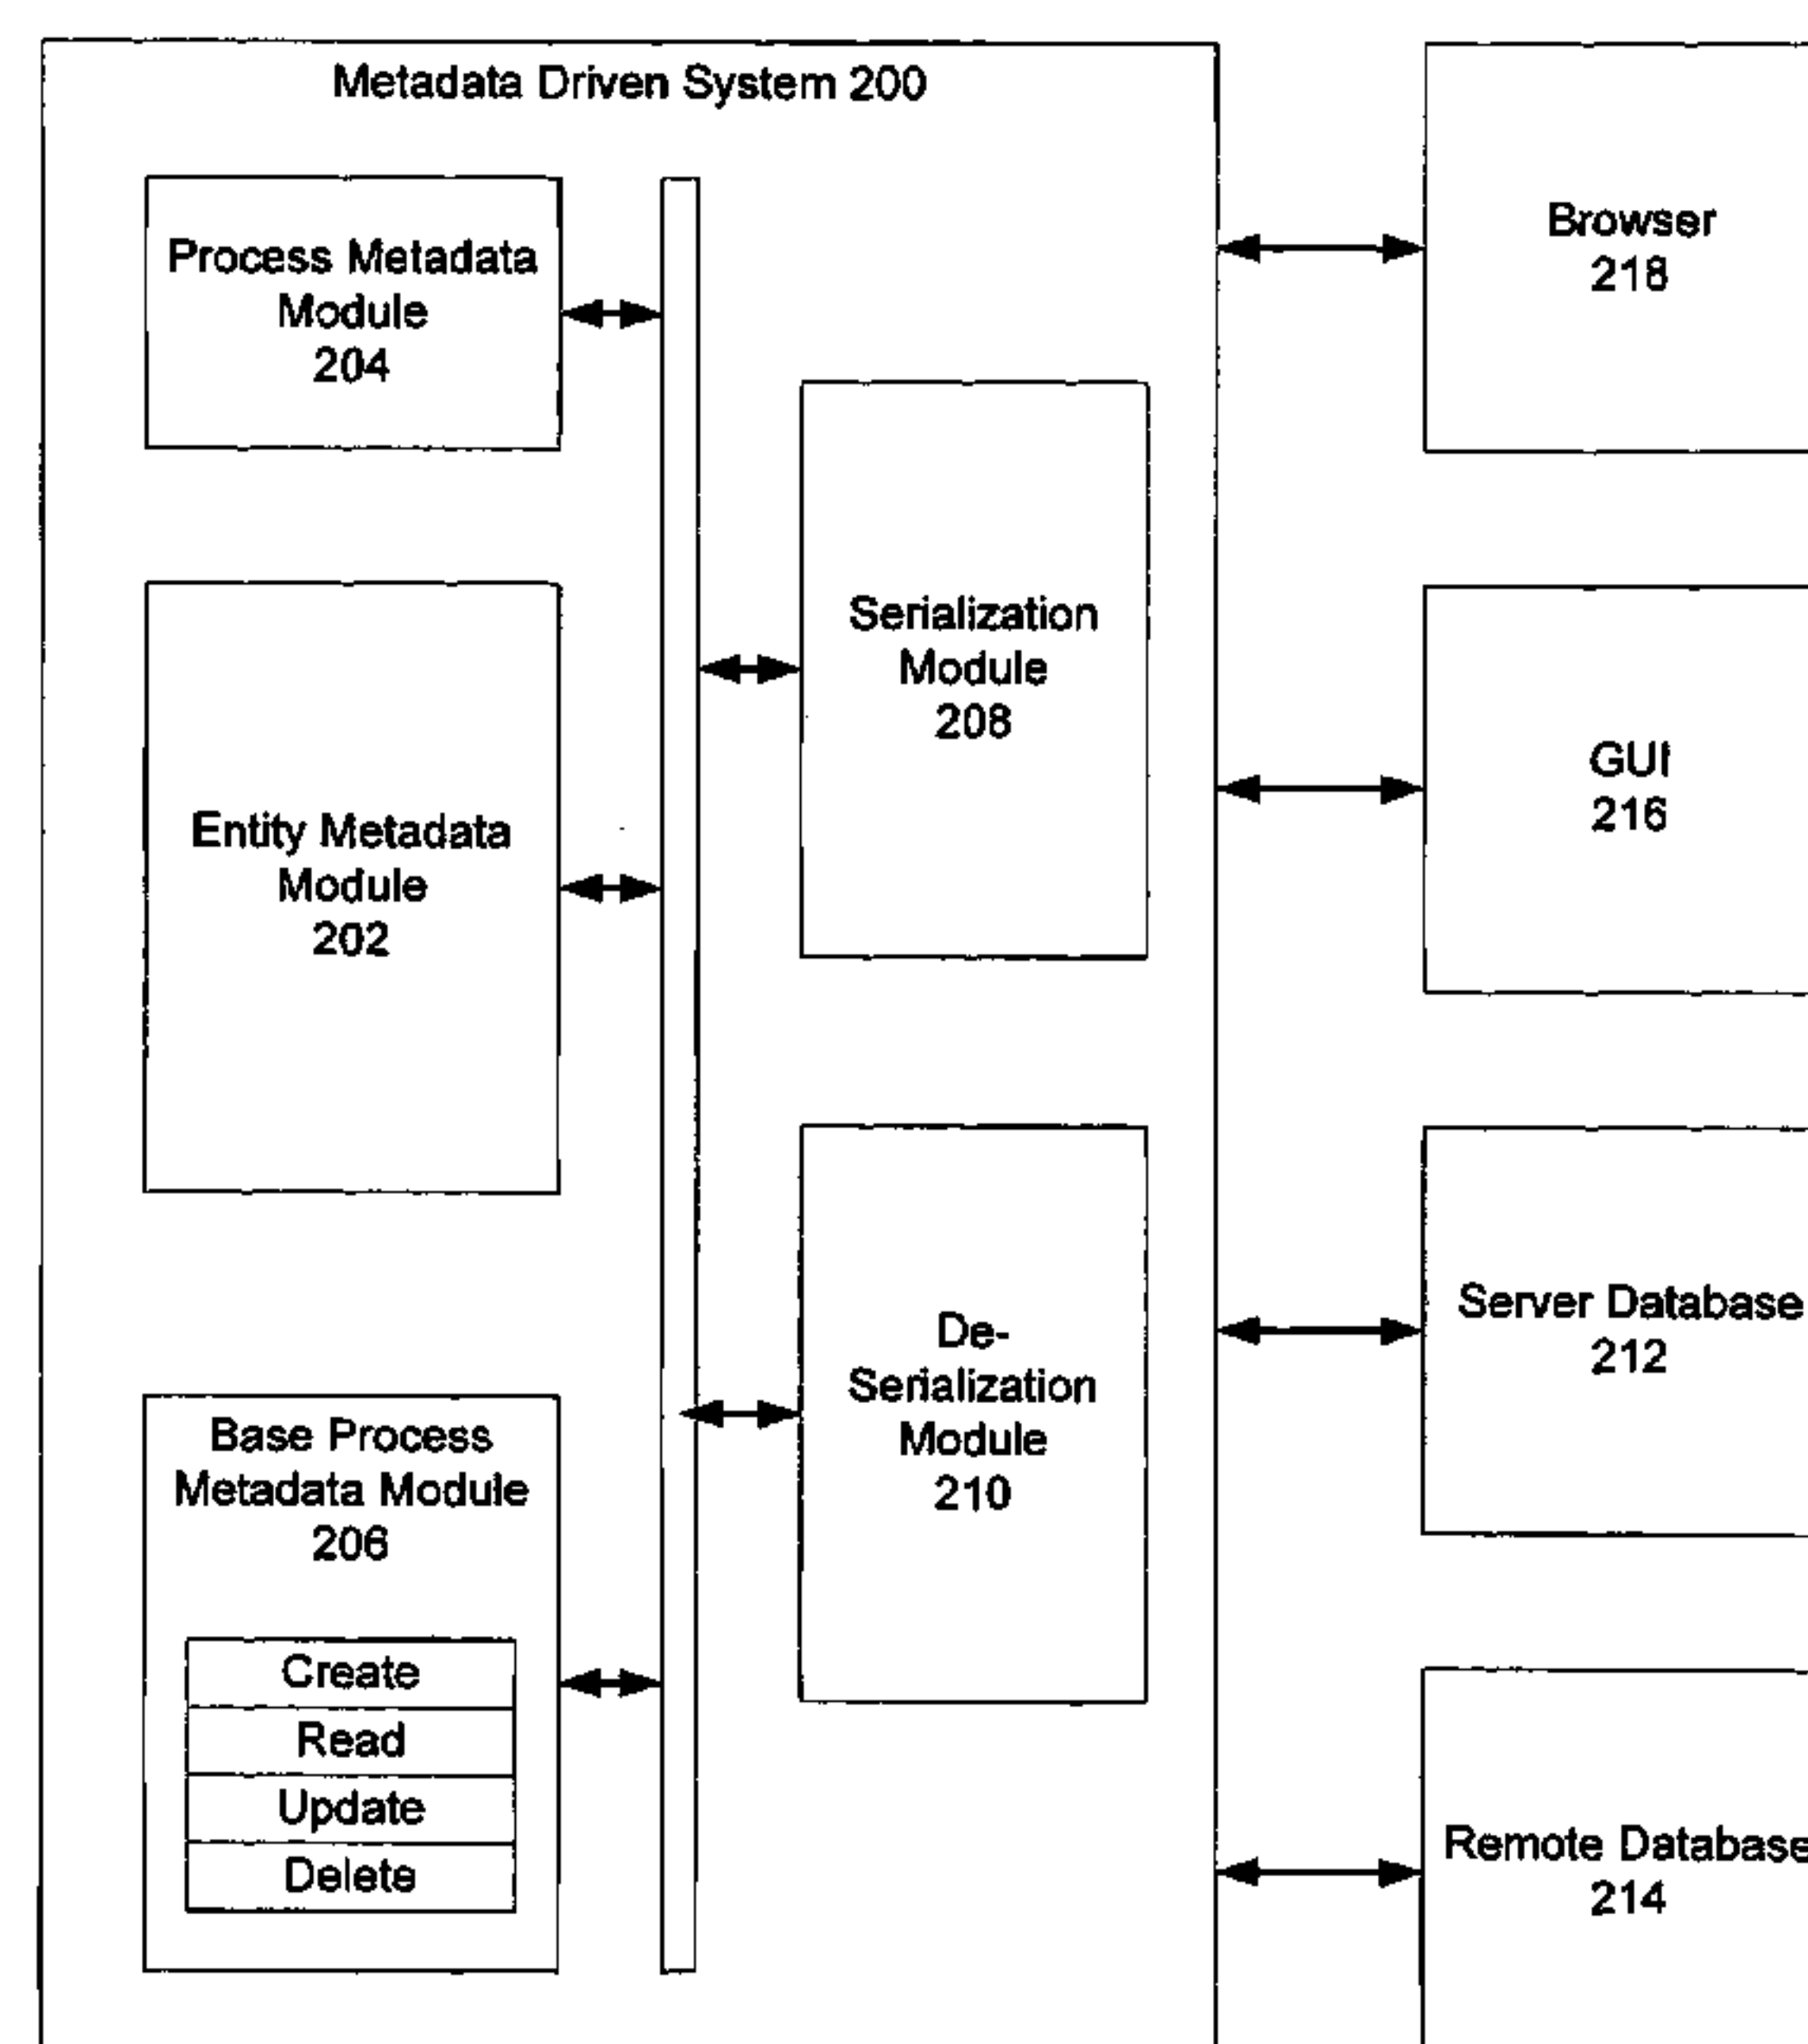 Metadata Driven System 200
Process Metadata
Module
204
Entity Metadata
Module
202
Base Process
Metadata Module
206
Create
Read
Update
Delete
Serialization
Module
208
De-
Serialization
Module
210
Browser
218
GUI
216
Server Database
212
Remote Database
214